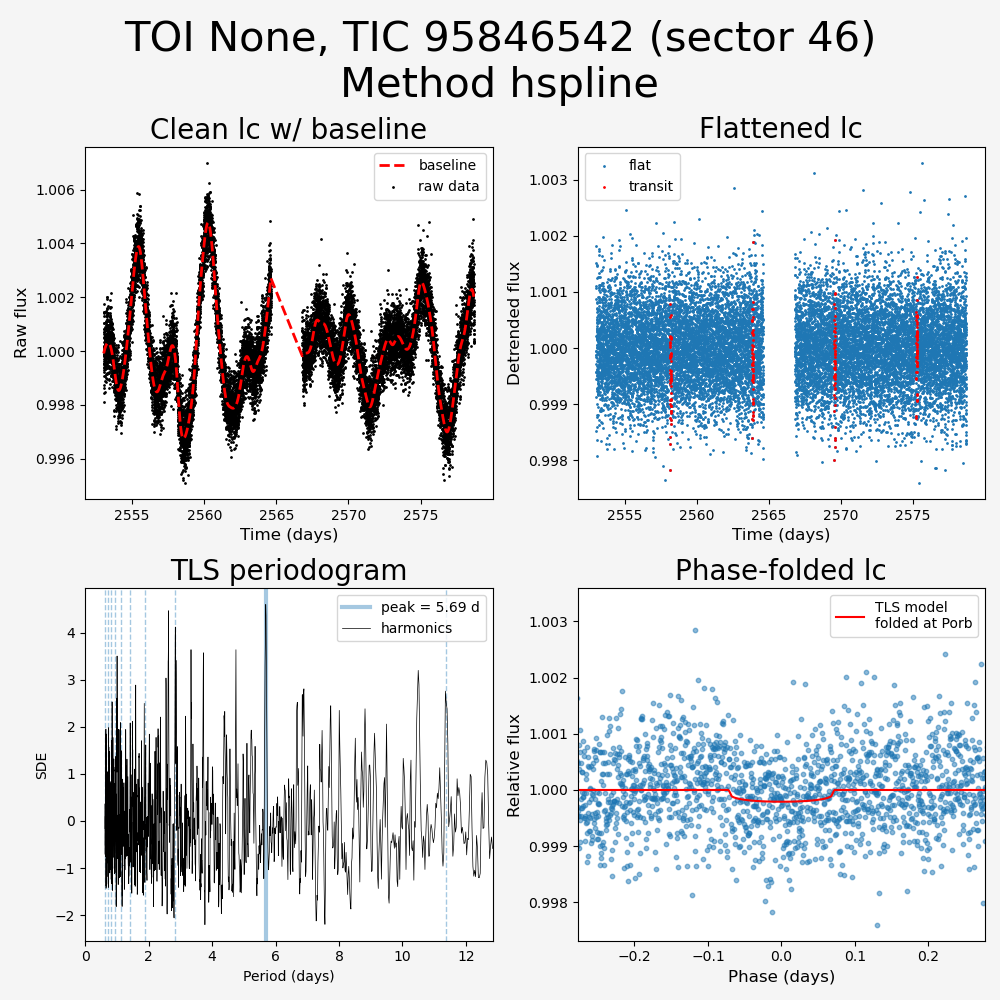 TOI None, TIC 95846542 (sector 46)
Method hspline
Clean lc w/ baseline
Flattened lc
baseline
raw data
flat
transit
1.006
1.004
1.002
1.000
0.998
0.996
Raw flux
2555
2560
2565
2570
2575
Time (days)
1.003
1.002
1.001
1.000
0.999
0.998
Detrended flux
2555
2560
2565
2570
2575
Time (days)
TLS periodogram
Phase-folded lc
peak = 5.69 d
harmonics
TLS model
folded at Porb
4
3
2
1
0
−1
−2
SDE
0
2
4
6
8
10
12
Period (days)
1.003
1.002
1.001
1.000
0.999
0.998
Relative flux
−0.2
−0.1
0.0
0.1
0.2
Phase (days)